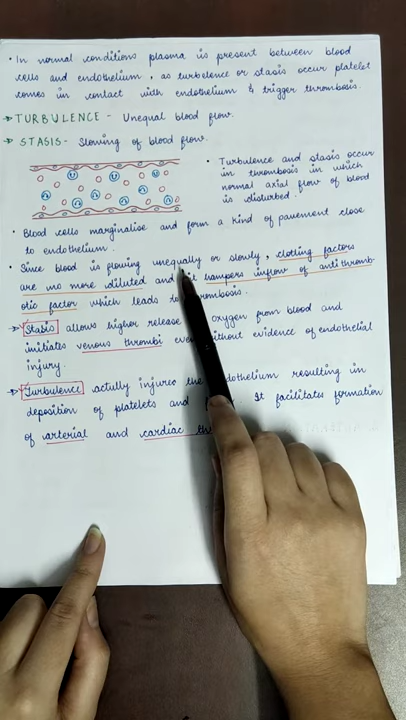 • In normal conditions plasma is present between blood
cells and endothelium, as turbulence or stasis occur platelet
comes in contact with endothelium & trigger thrombosis.
→ TURBULENCE - Unequal blood flow.
→ STASIS - Slowing of blood flow.
• Turbulence and stasis occur
in thrombosis in which
normal axial flow of blood
is disturbed.
• Blood cells marginalise and form a kind of pavement close
to endothelium.
• Since blood is flowing unequally or slowly, clotting factors
are no more diluted and it hampers inflow of anti thromb-
otic factor which leads to thrombosis.
→ Stasis allows higher release oxygen from blood and
initiates venous thrombi even without evidence of endothelial
injury.
→ Turbulence actully injures the endothelium resulting in
deposition of platelets and It facilitates formation
of arterial and cardiac